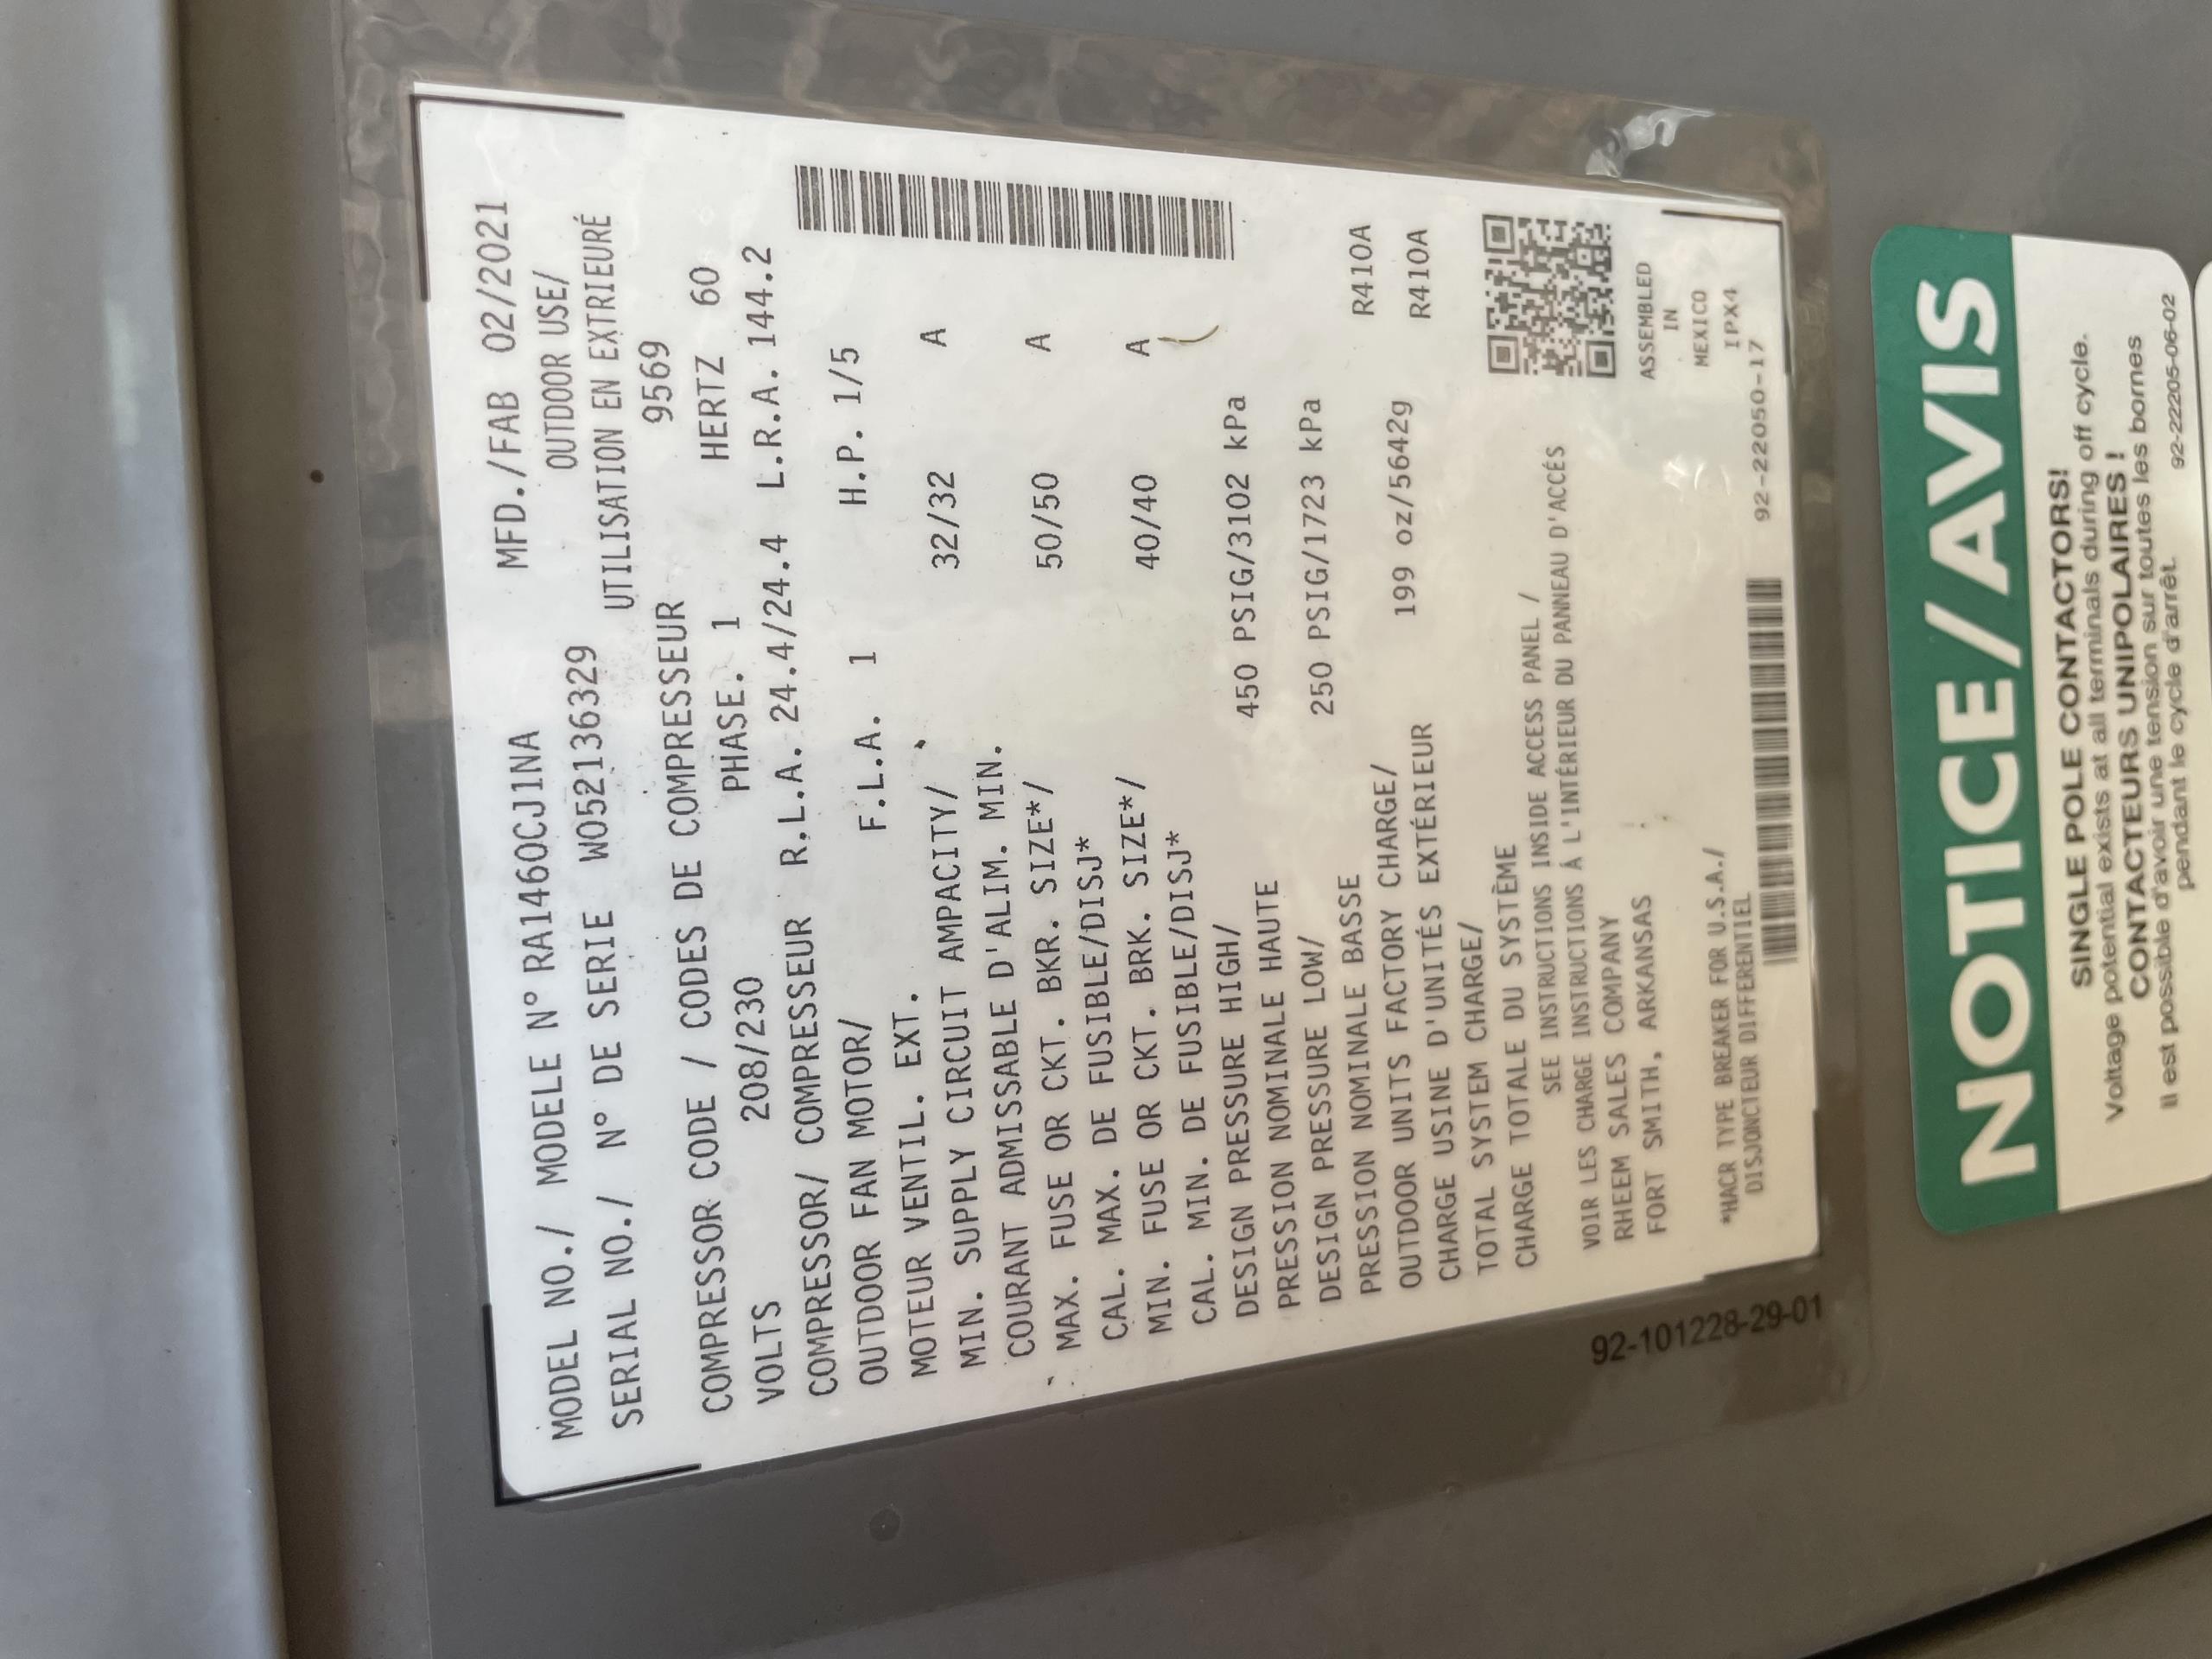 MODEL NO./ MODELE N° RA1460CJ1NA MFD./FAB 02/2021
SERIAL NO./ N° DE SERIE W052136329 OUTDOOR USE/
UTILISATION EN EXTRIEURÉ
COMPRESSOR CODE / CODES DE COMPRESSEUR 9569
VOLTS 208/230 PHASE. 1 HERTZ 60
COMPRESSOR/ COMPRESSEUR R.L.A. 24.4/24.4 L.R.A. 144.2
OUTDOOR FAN MOTOR/
MOTEUR VENTIL. EXT. F.L.A. 1 H.P. 1/5
MIN. SUPPLY CIRCUIT AMPACITY/ 32/32 A
COURANT ADMISSABLE D'ALIM. MIN.
MAX. FUSE OR CKT. BKR. SIZE*/ 50/50 A
CAL. MAX. DE FUSIBLE/DISJ*
MIN. FUSE OR CKT. BRK. SIZE*/ 40/40 A
CAL. MIN. DE FUSIBLE/DISJ*
DESIGN PRESSURE HIGH/ 450 PSIG/3102 kPa
PRESSION NOMINALE HAUTE
DESIGN PRESSURE LOW/ 250 PSIG/1723 kPa
PRESSION NOMINALE BASSE R410A
OUTDOOR UNITS FACTORY CHARGE/ 199 oz/5642g R410A
CHARGE USINE D'UNITÉS EXTÉRIEUR
TOTAL SYSTEM CHARGE/
CHARGE TOTALE DU SYSTÈME
SEE INSTRUCTIONS INSIDE ACCESS PANEL /
VOIR LES CHARGE INSTRUCTIONS Á L'INTÉRIEUR DU PANNEAU D'ACCÉS
RHEEM SALES COMPANY
FORT SMITH, ARKANSAS
ASSEMBLED
IN
MEXICO
IPX4
*HACR TYPE BREAKER FOR U.S.A./
DISJONCTEUR DIFFERENTIEL
92-22050-17
92-101228-29-01
NOTICE/AVIS
SINGLE POLE CONTACTORS!
Voltage potential exists at all terminals during off cycle.
CONTACTEURS UNIPOLAIRES !
Il est possible d'avoir une tension sur toutes les bornes
pendant le cycle d'arrêt.
92-22205-06-02